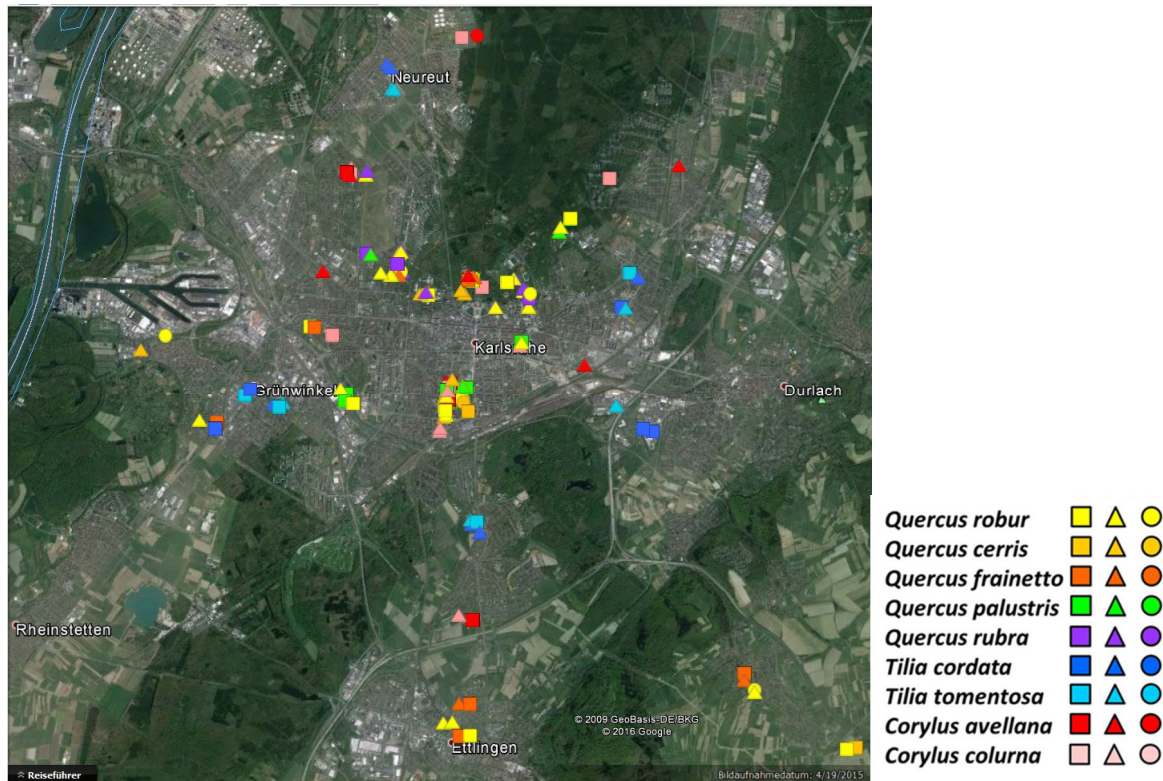 Neureut
Karlsruhe
Grünwinkel
Durlach
Rheinstetten
Ettlingen
© 2009 GeoBasis-DE/BKG
© 2016 Google
Reiseführer
Bildaufnahmedatum: 4/19/2015
Quercus robur
Quercus cerris
Quercus frainetto
Quercus palustris
Quercus rubra
Tilia cordata
Tilia tomentosa
Corylus avellana
Corylus colurna